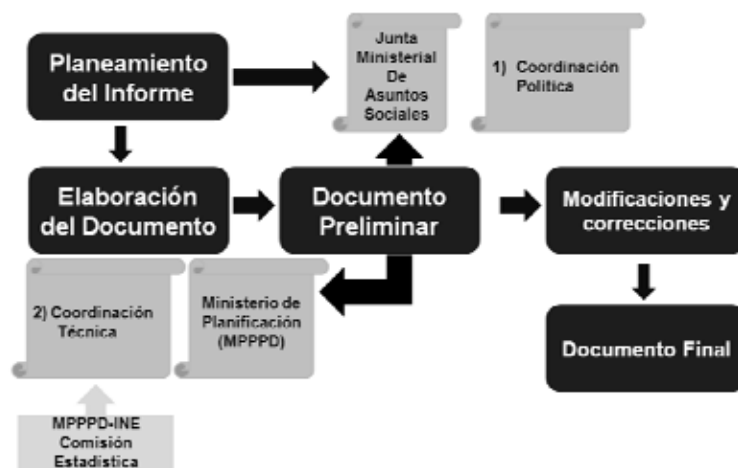 Planeamiento
del Informe
Junta
Ministerial
De
Asuntos
Sociales
1) Coordinación
Política
Elaboración
del Documento
Documento
Preliminar
Modificaciones y
correcciones
2) Coordinación
Técnica
Ministerio de
Planificación
(MPPPD)
Documento Final
MPPPD-INE
Comisión
Estadística